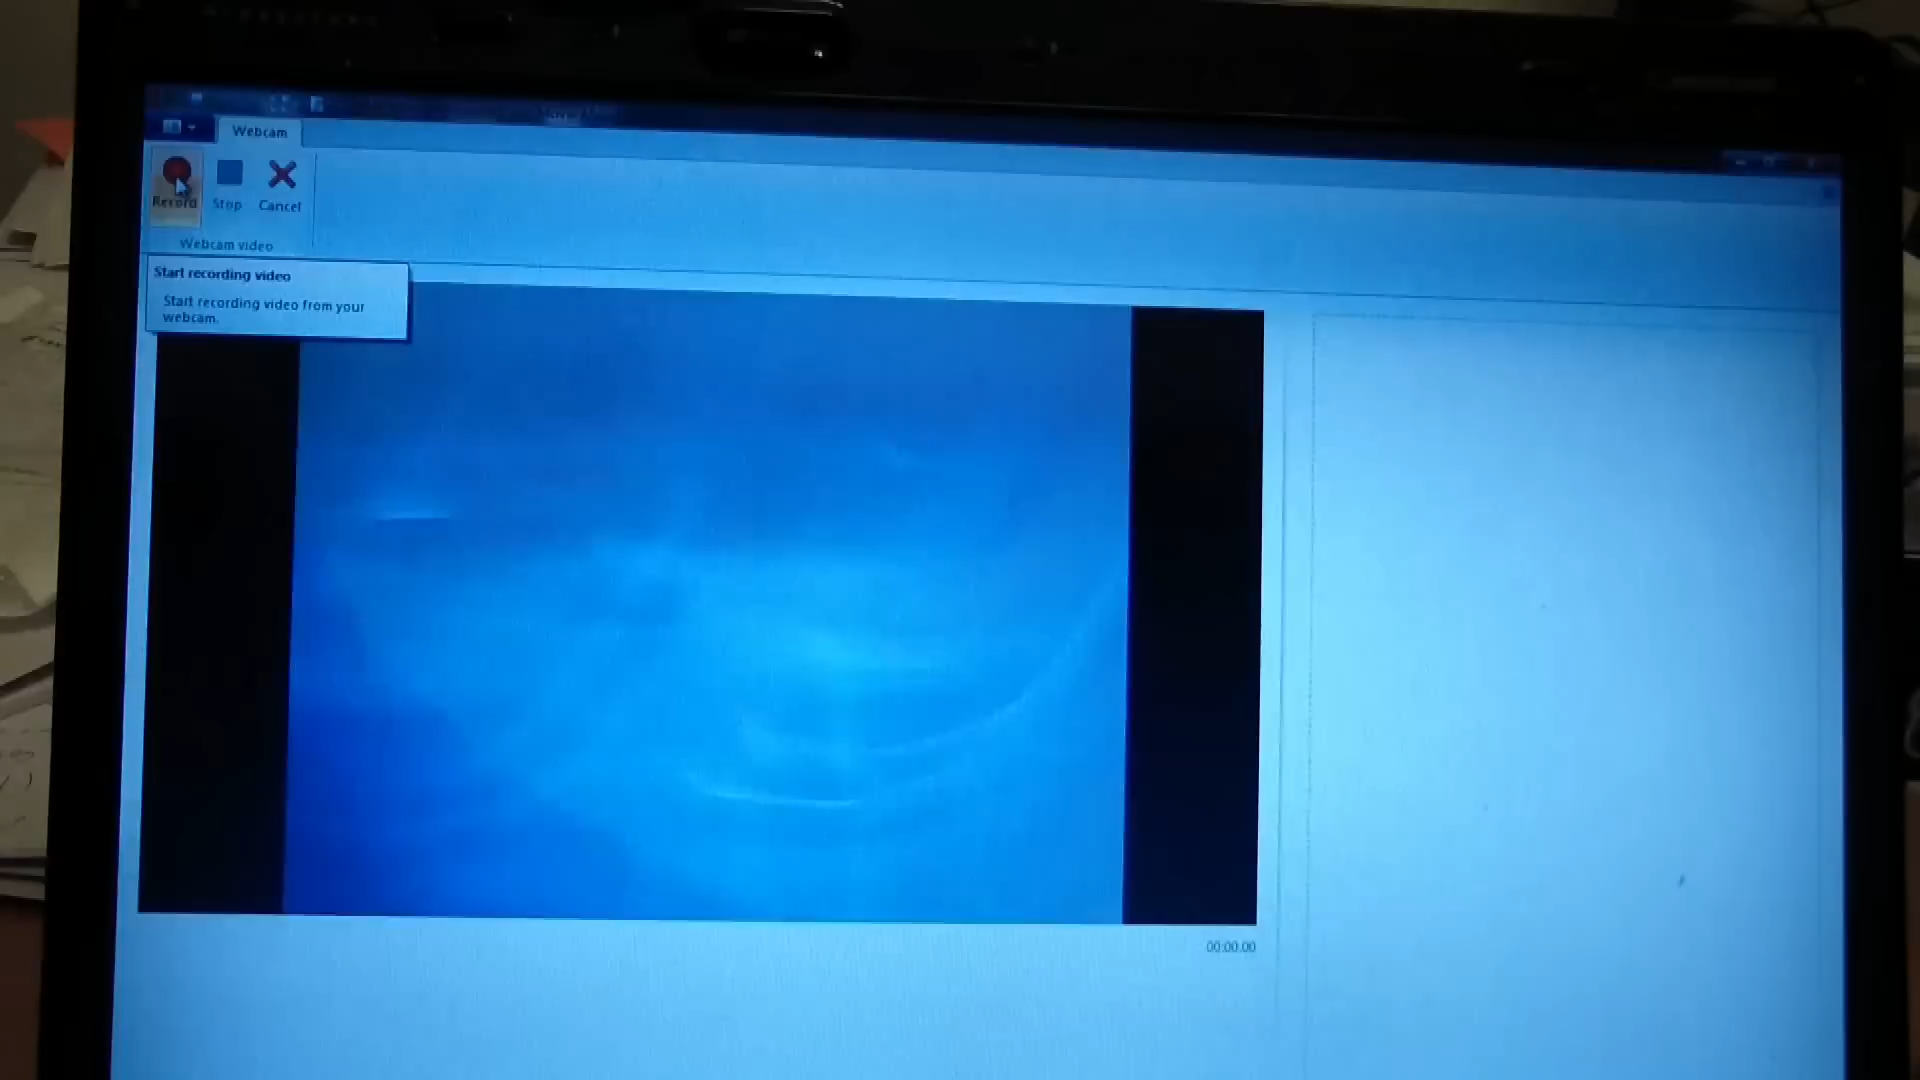 Webcam
Record Stop Cancel
Webcam video
Start recording video
Start recording video from your
webcam.
00:00.00